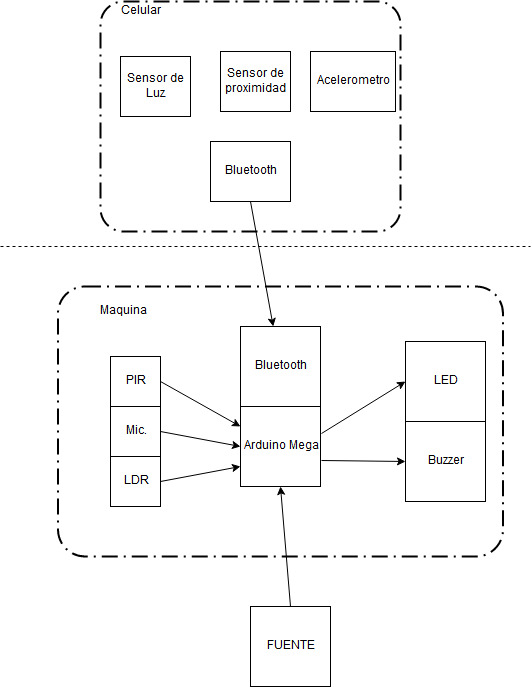 Celular
Sensor de
Luz
Sensor de
proximidad
Acelerometro
Bluetooth
Maquina
PIR
Mic.
LDR
Bluetooth
Arduino Mega
LED
Buzzer
FUENTE